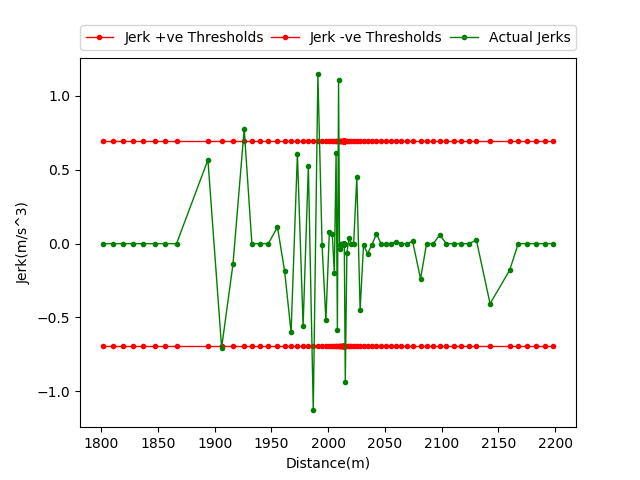 Jerk +ve Thresholds Jerk -ve Thresholds Actual Jerks
1.0
0.5
0.0
−0.5
−1.0
Jerk(m/s^3)
1800 1850 1900 1950 2000 2050 2100 2150 2200
Distance(m)